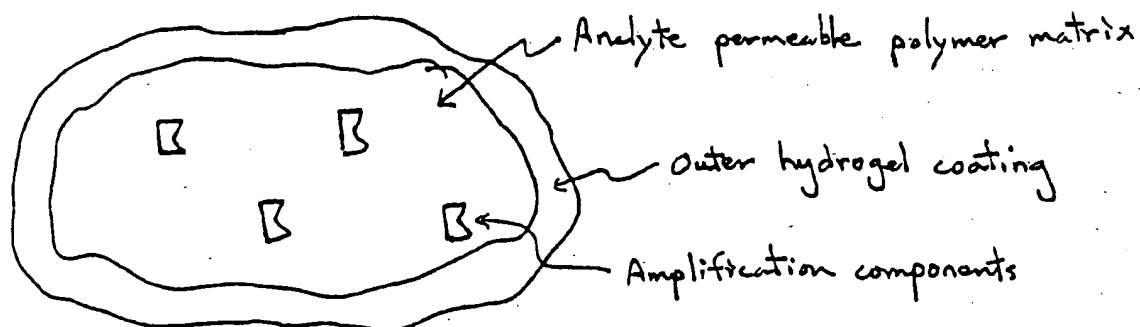 Analyte permeable polymer matrix
Outer hydrogel coating
Amplification components